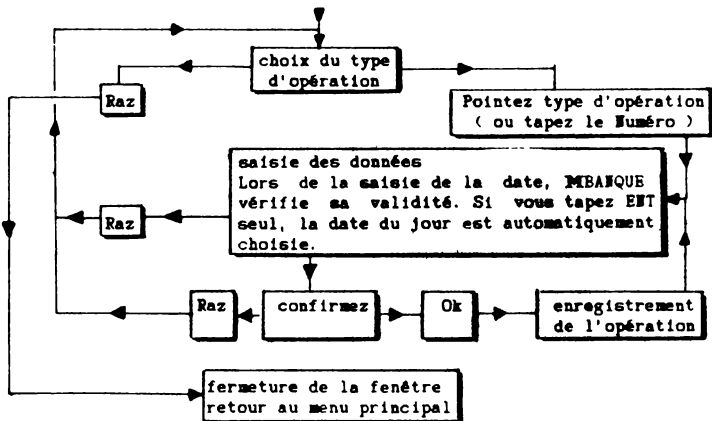 choix du type
d'opération
Raz
Pointez type d'opération
( ou tapez le Numéro )
saisie des données
Lors de la saisie de la date, MBANQUE
vérifie sa validité. Si vous tapez ENT
seul, la date du jour est automatiquement
choisie.
Raz
Raz
confirmez
Ok
enregistrement
de l'opération
fermeture de la fenêtre
retour au menu principal